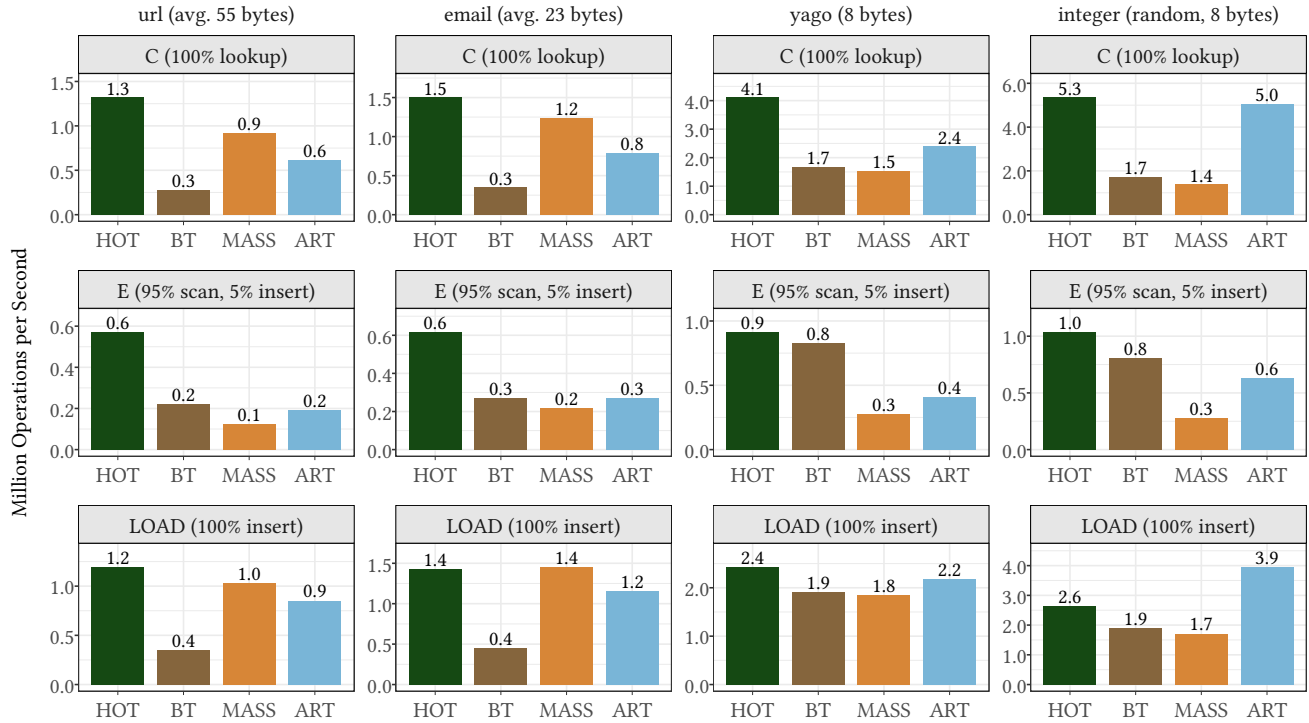 url (avg. 55 bytes) email (avg. 23 bytes) yago (8 bytes) integer (random, 8 bytes)
Million Operations per Second
C (100% lookup)
1.5
1.0
0.5
0.0
1.3 0.3 0.9 0.6
HOT BT MASS ART
C (100% lookup)
1.5
1.0
0.5
0.0
1.5 0.3 1.2 0.8
HOT BT MASS ART
C (100% lookup)
4.0
3.0
2.0
1.0
0.0
4.1 1.7 1.5 2.4
HOT BT MASS ART
C (100% lookup)
6.0
4.0
2.0
0.0
5.3 1.7 1.4 5.0
HOT BT MASS ART
E (95% scan, 5% insert)
0.6
0.4
0.2
0.0
0.6 0.2 0.1 0.2
HOT BT MASS ART
E (95% scan, 5% insert)
0.6
0.4
0.2
0.0
0.6 0.3 0.2 0.3
HOT BT MASS ART
E (95% scan, 5% insert)
1.0
0.5
0.0
0.9 0.8 0.3 0.4
HOT BT MASS ART
E (95% scan, 5% insert)
1.0
0.5
0.0
1.0 0.8 0.3 0.6
HOT BT MASS ART
LOAD (100% insert)
1.0
0.5
0.0
1.2 0.4 1.0 0.9
HOT BT MASS ART
LOAD (100% insert)
1.5
1.0
0.5
0.0
1.4 0.4 1.4 1.2
HOT BT MASS ART
LOAD (100% insert)
2.0
1.0
0.0
2.4 1.9 1.8 2.2
HOT BT MASS ART
LOAD (100% insert)
4.0
3.0
2.0
1.0
0.0
2.6 1.9 1.7 3.9
HOT BT MASS ART